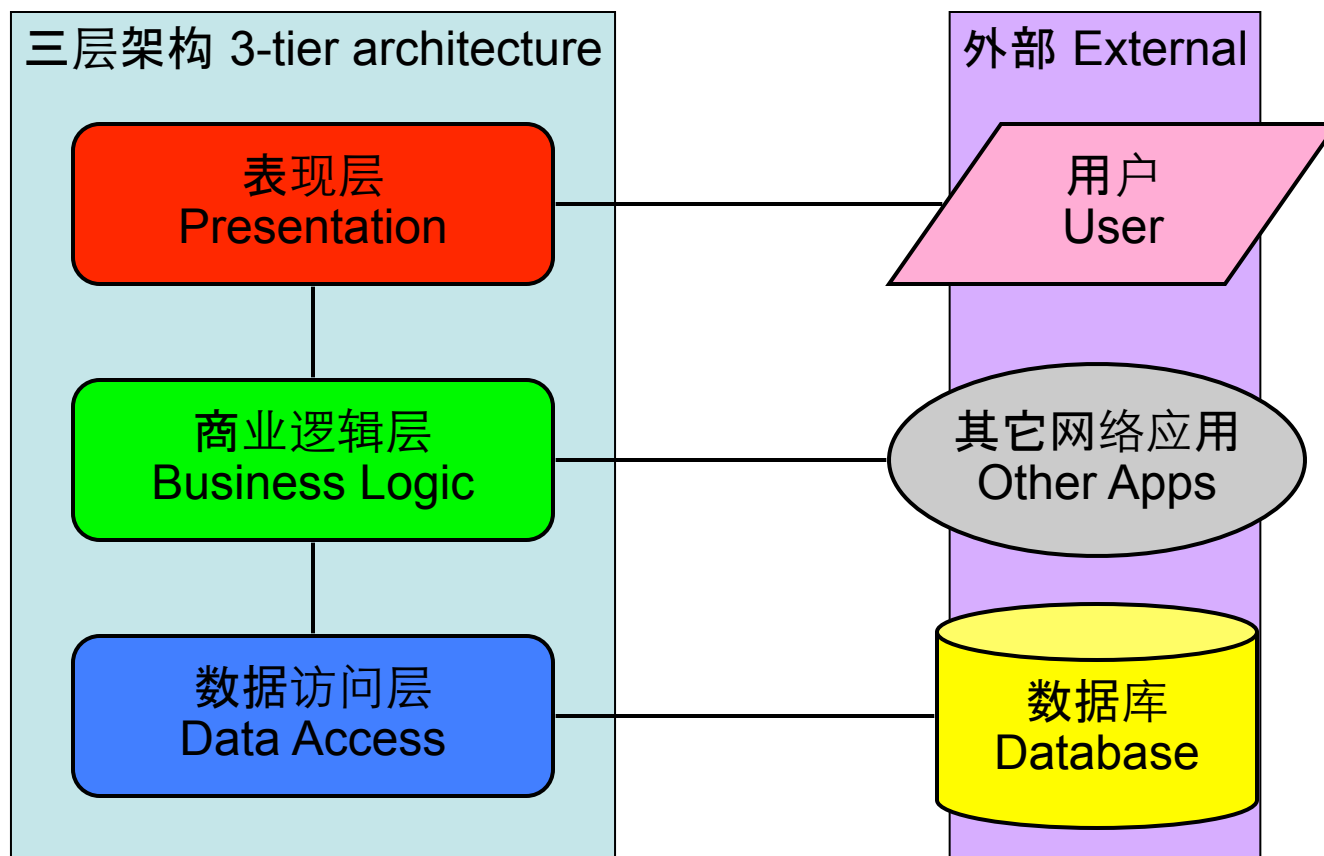 三层架构 3-tier architecture
外部 External
表现层
Presentation
用户
User
商业逻辑层
Business Logic
其它网络应用
Other Apps
数据访问层
Data Access
数据库
Database